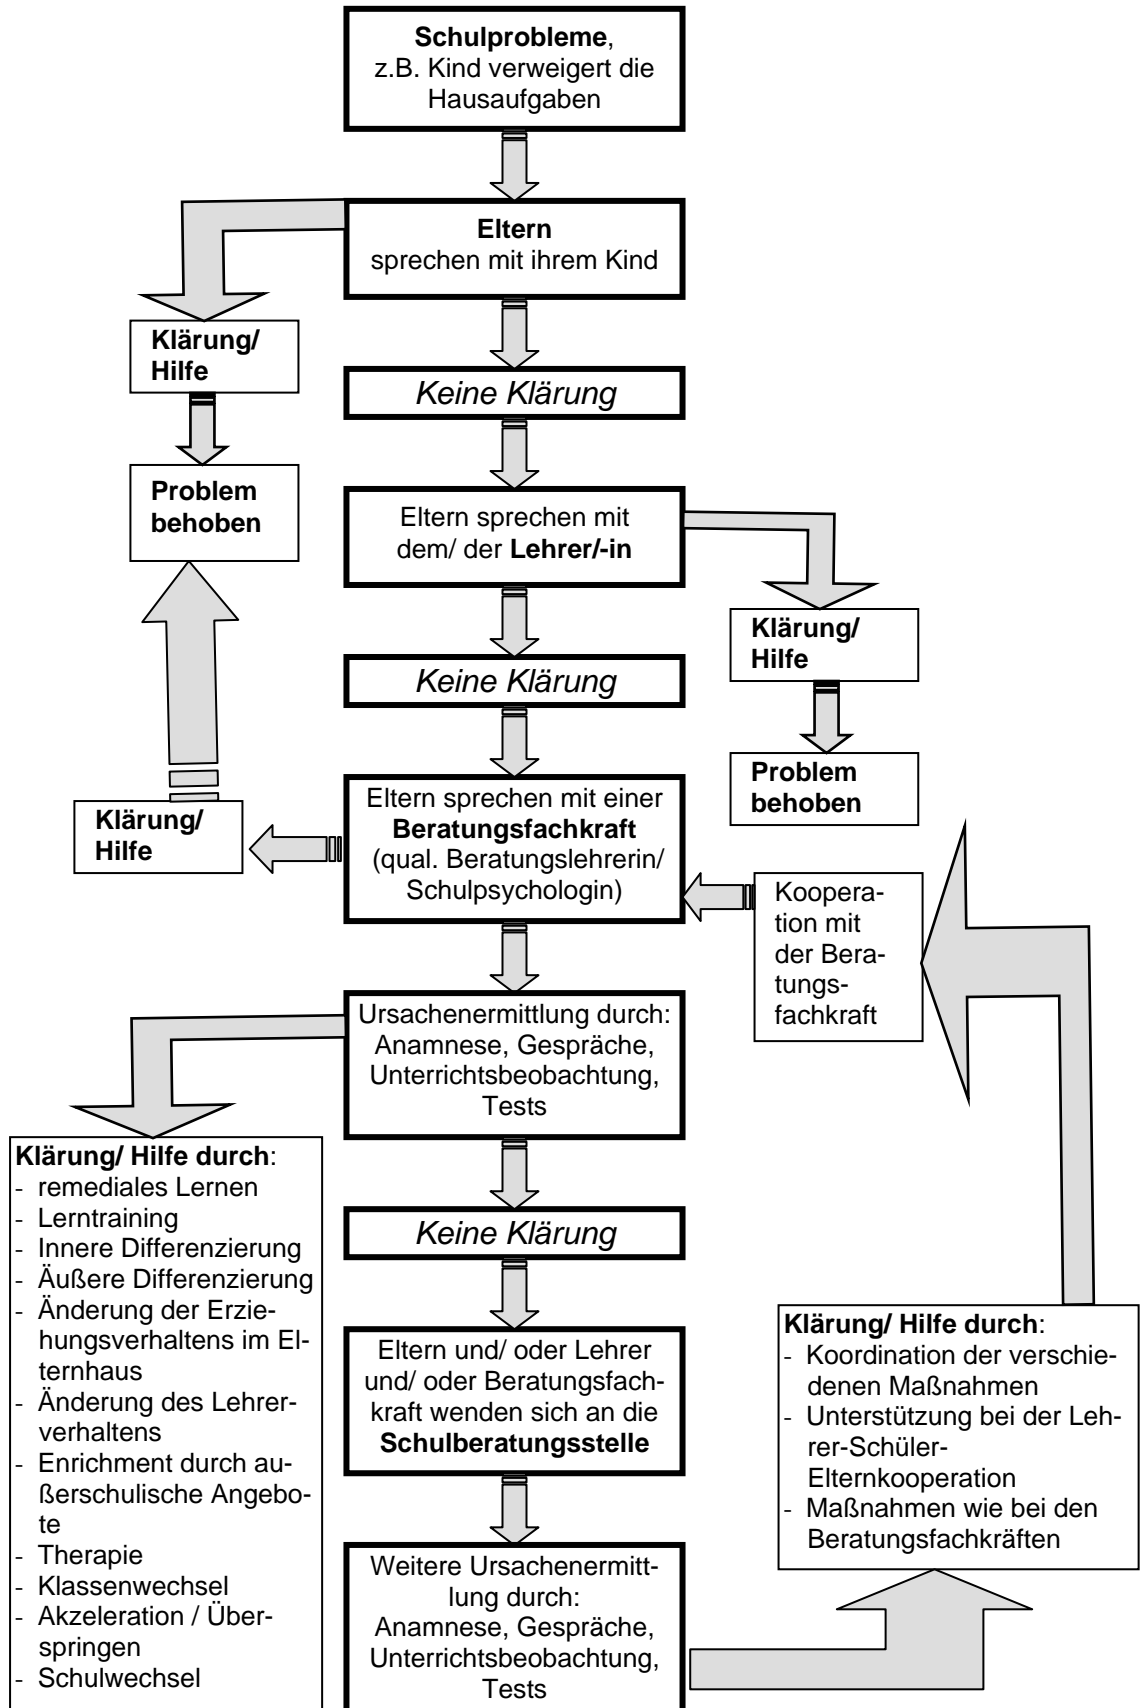 Schulprobleme,
z.B. Kind verweigert die
Hausaufgaben
Eltern
sprechen mit ihrem Kind
Klärung/
Hilfe
Keine Klärung
Problem
behoben
Eltern sprechen mit
dem/ der Lehrer/-in
Klärung/
Hilfe
Keine Klärung
Problem
behoben
Eltern sprechen mit einer
Beratungsfachkraft
(qual. Beratungslehrerin/
Schulpsychologin)
Klärung/
Hilfe
Koopera-
tion mit
der Bera-
tungs-
fachkraft
Ursachenermittlung durch:
Anamnese, Gespräche,
Unterrichtsbeobachtung,
Tests
Klärung/ Hilfe durch:
- remediales Lernen
- Lerntraining
- Innere Differenzierung
- Äußere Differenzierung
- Änderung der Erzie-
hungsverhaltens im El-
ternhaus
- Änderung des Lehrer-
verhaltens
- Enrichment durch au-
ßerschulische Angebo-
te
- Therapie
- Klassenwechsel
- Akzeleration / Über-
springen
- Schulwechsel
Keine Klärung
Eltern und/ oder Lehrer
und/ oder Beratungsfach-
kraft wenden sich an die
Schulberatungsstelle
Klärung/ Hilfe durch:
- Koordination der verschie-
denen Maßnahmen
- Unterstützung bei der Leh-
rer-Schüler-
Elternkooperation
- Maßnahmen wie bei den
Beratungsfachkräften
Weitere Ursachenermitt-
lung durch:
Anamnese, Gespräche,
Unterrichtsbeobachtung,
Tests